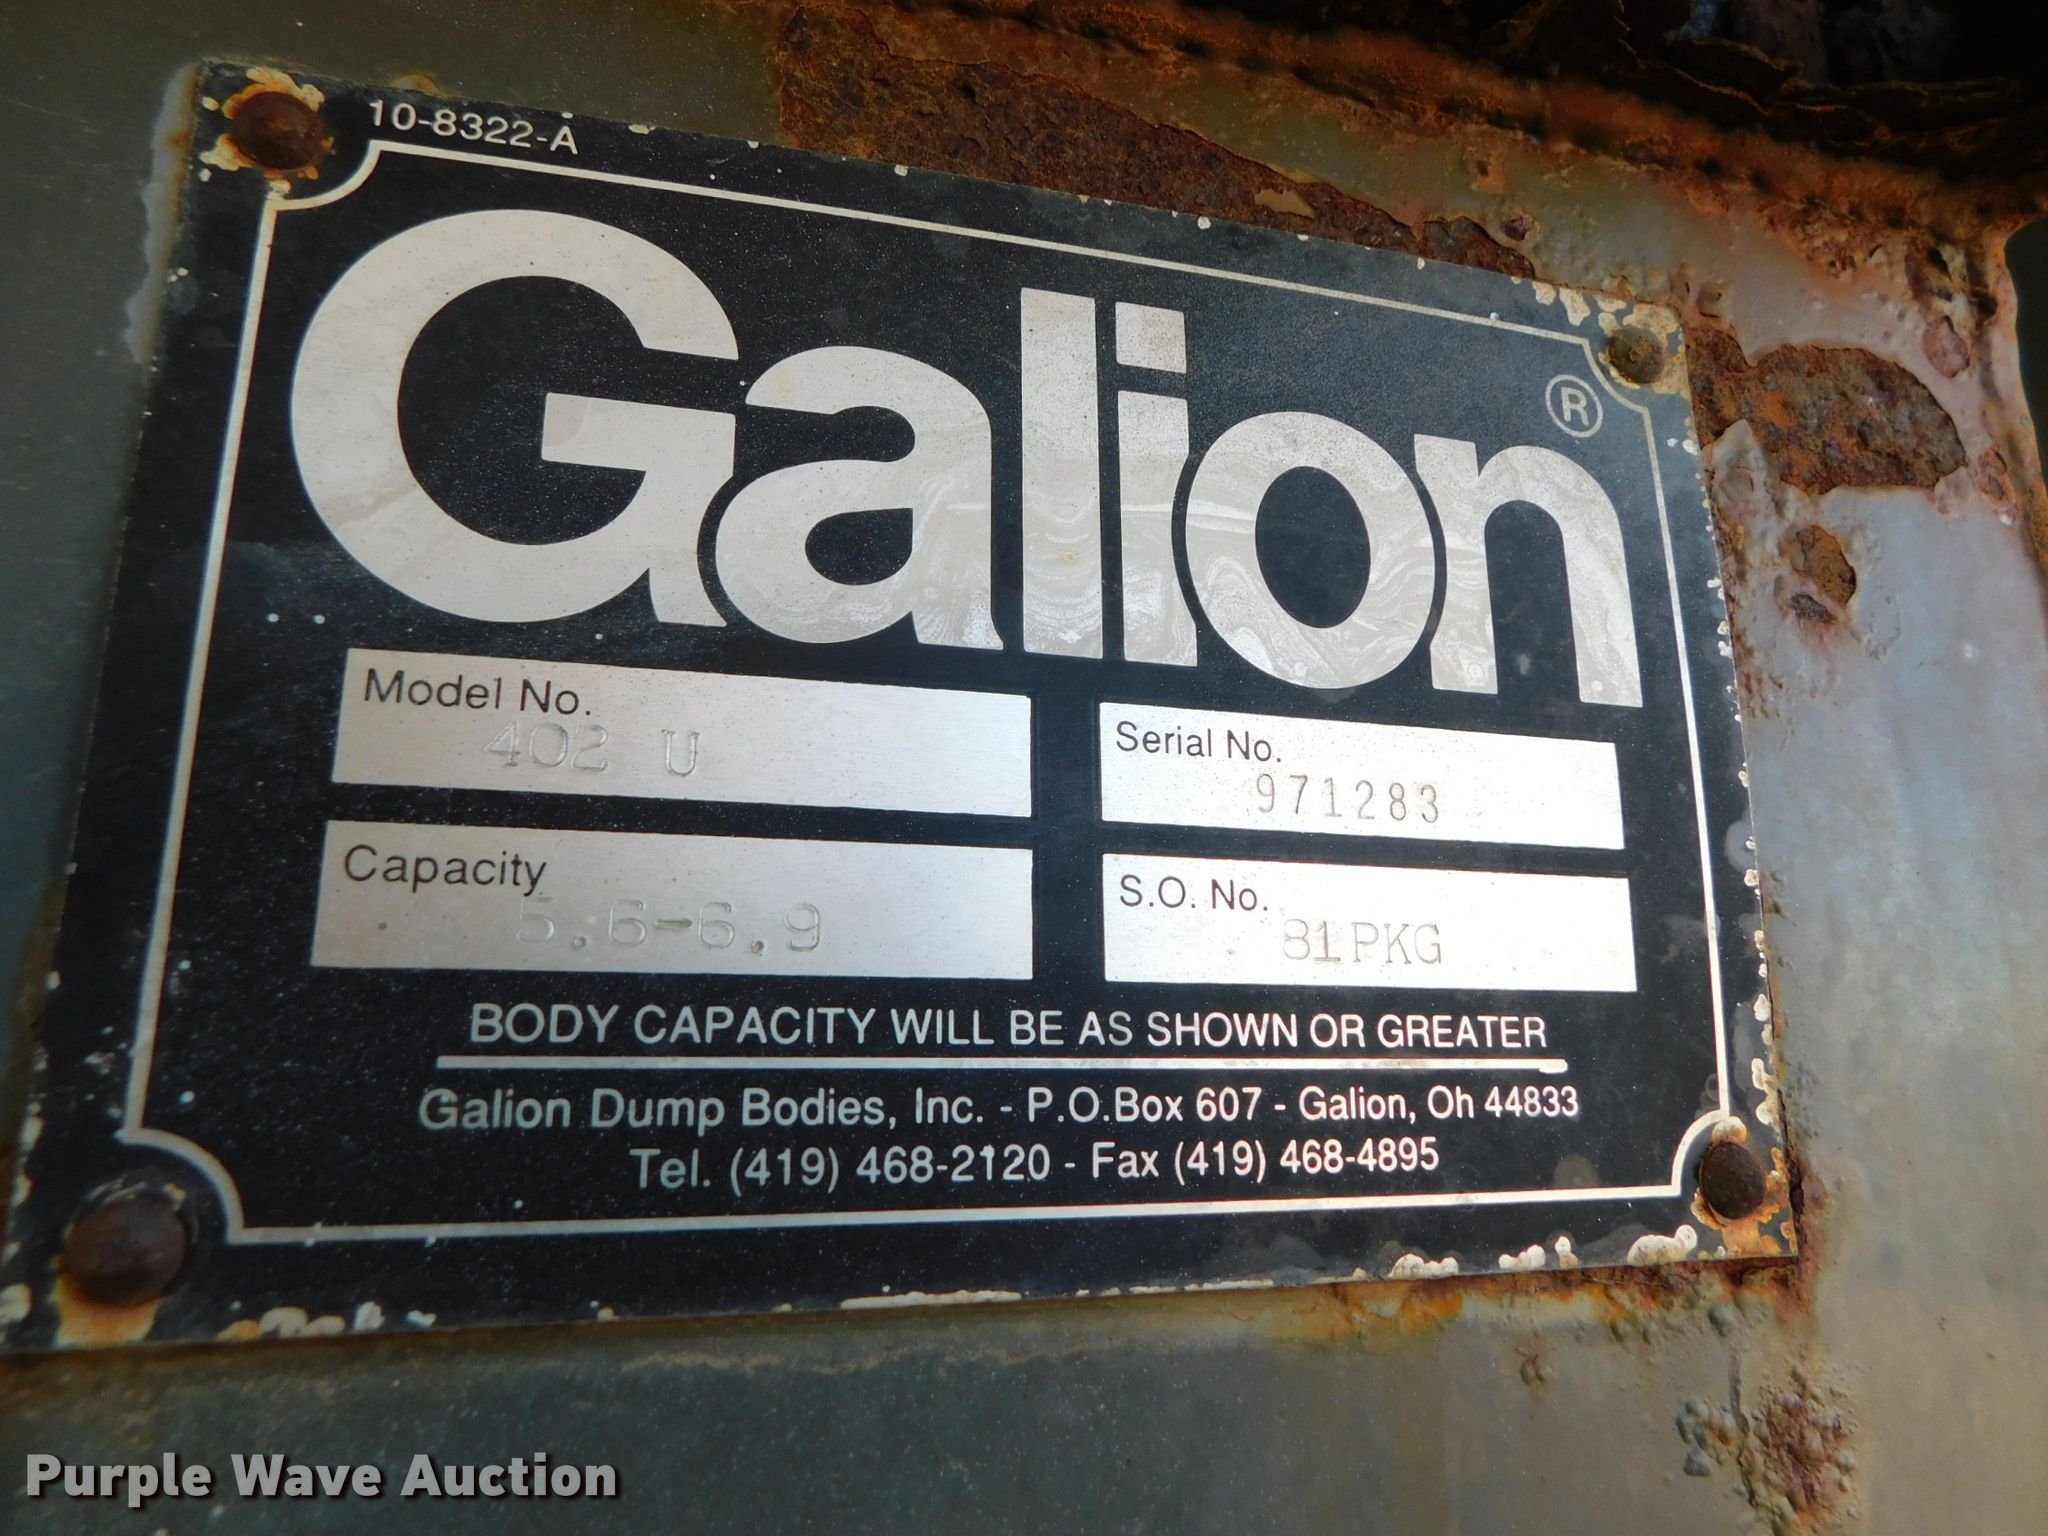 10-8322-A
Galion ®
Model No.
402 U
Serial No.
971283
Capacity
5.6-6.9
S.O. No.
81PKG
BODY CAPACITY WILL BE AS SHOWN OR GREATER
Galion Dump Bodies, Inc. - P.O.Box 607 - Galion, Oh 44833
Tel. (419) 468-2120 - Fax (419) 468-4895
Purple Wave Auction